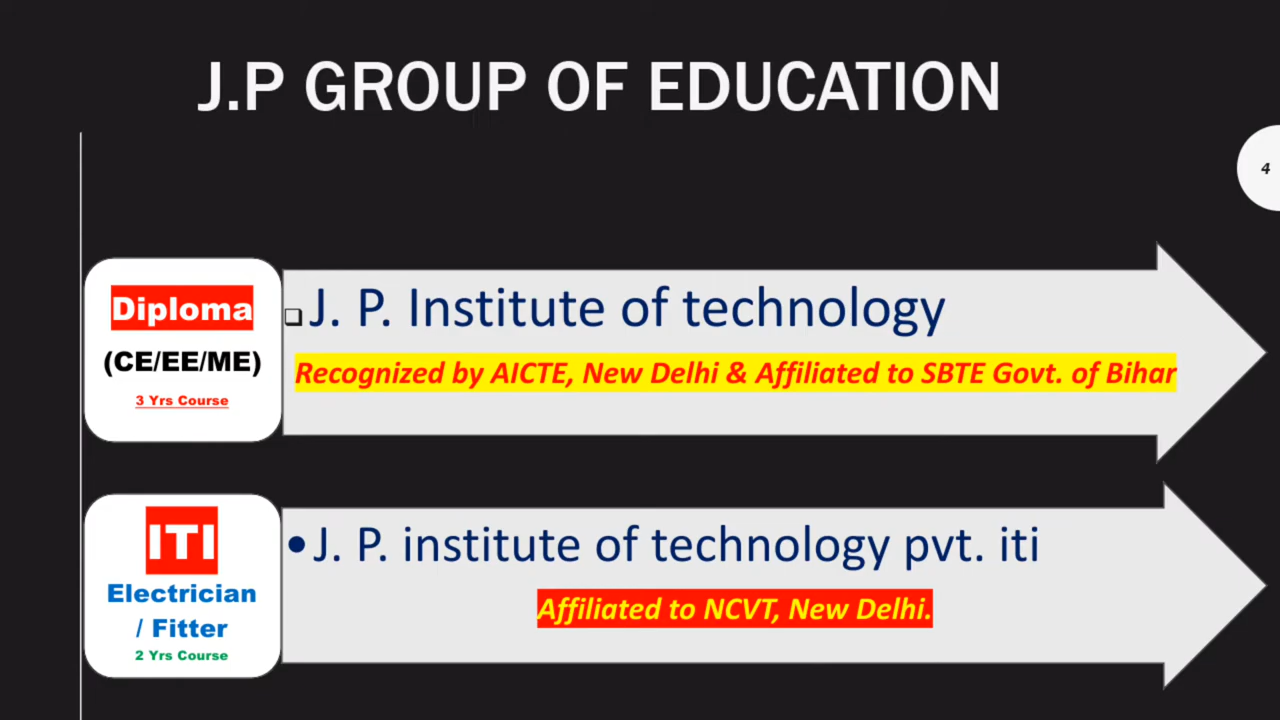 J.P GROUP OF EDUCATION
4
Diploma
(CE/EE/ME)
3 Yrs Course
J. P. Institute of technology
Recognized by AICTE, New Delhi & Affiliated to SBTE Govt. of Bihar
ITI
Electrician
/ Fitter
2 Yrs Course
•J. P. institute of technology pvt. iti
Affiliated to NCVT, New Delhi.